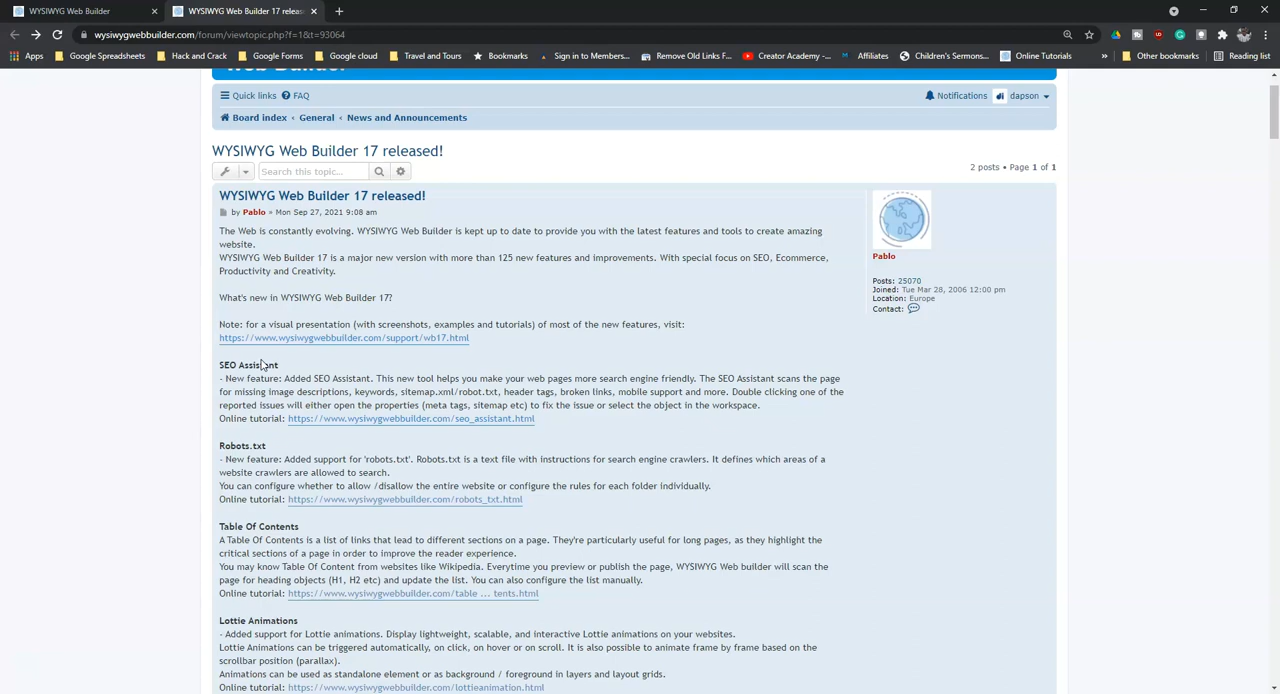 WYSIWYG Web Builder
WYSIWYG Web Builder 17 releas
wysiwygwebbuilder.com/forum/viewtopic.php?f=1&t=93064
Apps
Google Spreadsheets
Hack and Crack
Google Forms
Google cloud
Travel and Tours
Bookmarks
Sign in to Members...
Remove Old Links F...
Creator Academy -...
Affiliates
Children's Sermons...
Online Tutorials
»
Other bookmarks
Reading list
Web Builder
Quick links FAQ
Notifications dapson
Board index ‹ General ‹ News and Announcements
WYSIWYG Web Builder 17 released!
Search this topic...
2 posts • Page 1 of 1
WYSIWYG Web Builder 17 released!
by Pablo » Mon Sep 27, 2021 9:08 am
The Web is constantly evolving. WYSIWYG Web Builder is kept up to date to provide you with the latest features and tools to create amazing
website.
WYSIWYG Web Builder 17 is a major new version with more than 125 new features and improvements. With special focus on SEO, Ecommerce,
Productivity and Creativity.
What's new in WYSIWYG Web Builder 17?
Note: for a visual presentation (with screenshots, examples and tutorials) of most of the new features, visit:
https://www.wysiwygwebbuilder.com/support/wb17.html
SEO Assistant
- New feature: Added SEO Assistant. This new tool helps you make your web pages more search engine friendly. The SEO Assistant scans the page
for missing image descriptions, keywords, sitemap.xml/robot.txt, header tags, broken links, mobile support and more. Double clicking one of the
reported issues will either open the properties (meta tags, sitemap etc) to fix the issue or select the object in the workspace.
Online tutorial: https://www.wysiwygwebbuilder.com/seo_assistant.html
Robots.txt
- New feature: Added support for 'robots.txt'. Robots.txt is a text file with instructions for search engine crawlers. It defines which areas of a
website crawlers are allowed to search.
You can configure whether to allow /disallow the entire website or configure the rules for each folder individually.
Online tutorial: https://www.wysiwygwebbuilder.com/robots_txt.html
Table Of Contents
A Table Of Contents is a list of links that lead to different sections on a page. They're particularly useful for long pages, as they highlight the
critical sections of a page in order to improve the reader experience.
You may know Table Of Content from websites like Wikipedia. Everytime you preview or publish the page, WYSIWYG Web builder will scan the
page for heading objects (H1, H2 etc) and update the list. You can also configure the list manually.
Online tutorial: https://www.wysiwygwebbuilder.com/table ... tents.html
Lottie Animations
- Added support for Lottie animations. Display lightweight, scalable, and interactive Lottie animations on your websites.
Lottie Animations can be triggered automatically, on click, on hover or on scroll. It is also possible to animate frame by frame based on the
scrollbar position (parallax).
Animations can be used as standalone element or as background / foreground in layers and layout grids.
Online tutorial: https://www.wysiwygwebbuilder.com/lottieanimation.html
Pablo
Posts: 25070
Joined: Tue Mar 28, 2006 12:00 pm
Location: Europe
Contact: